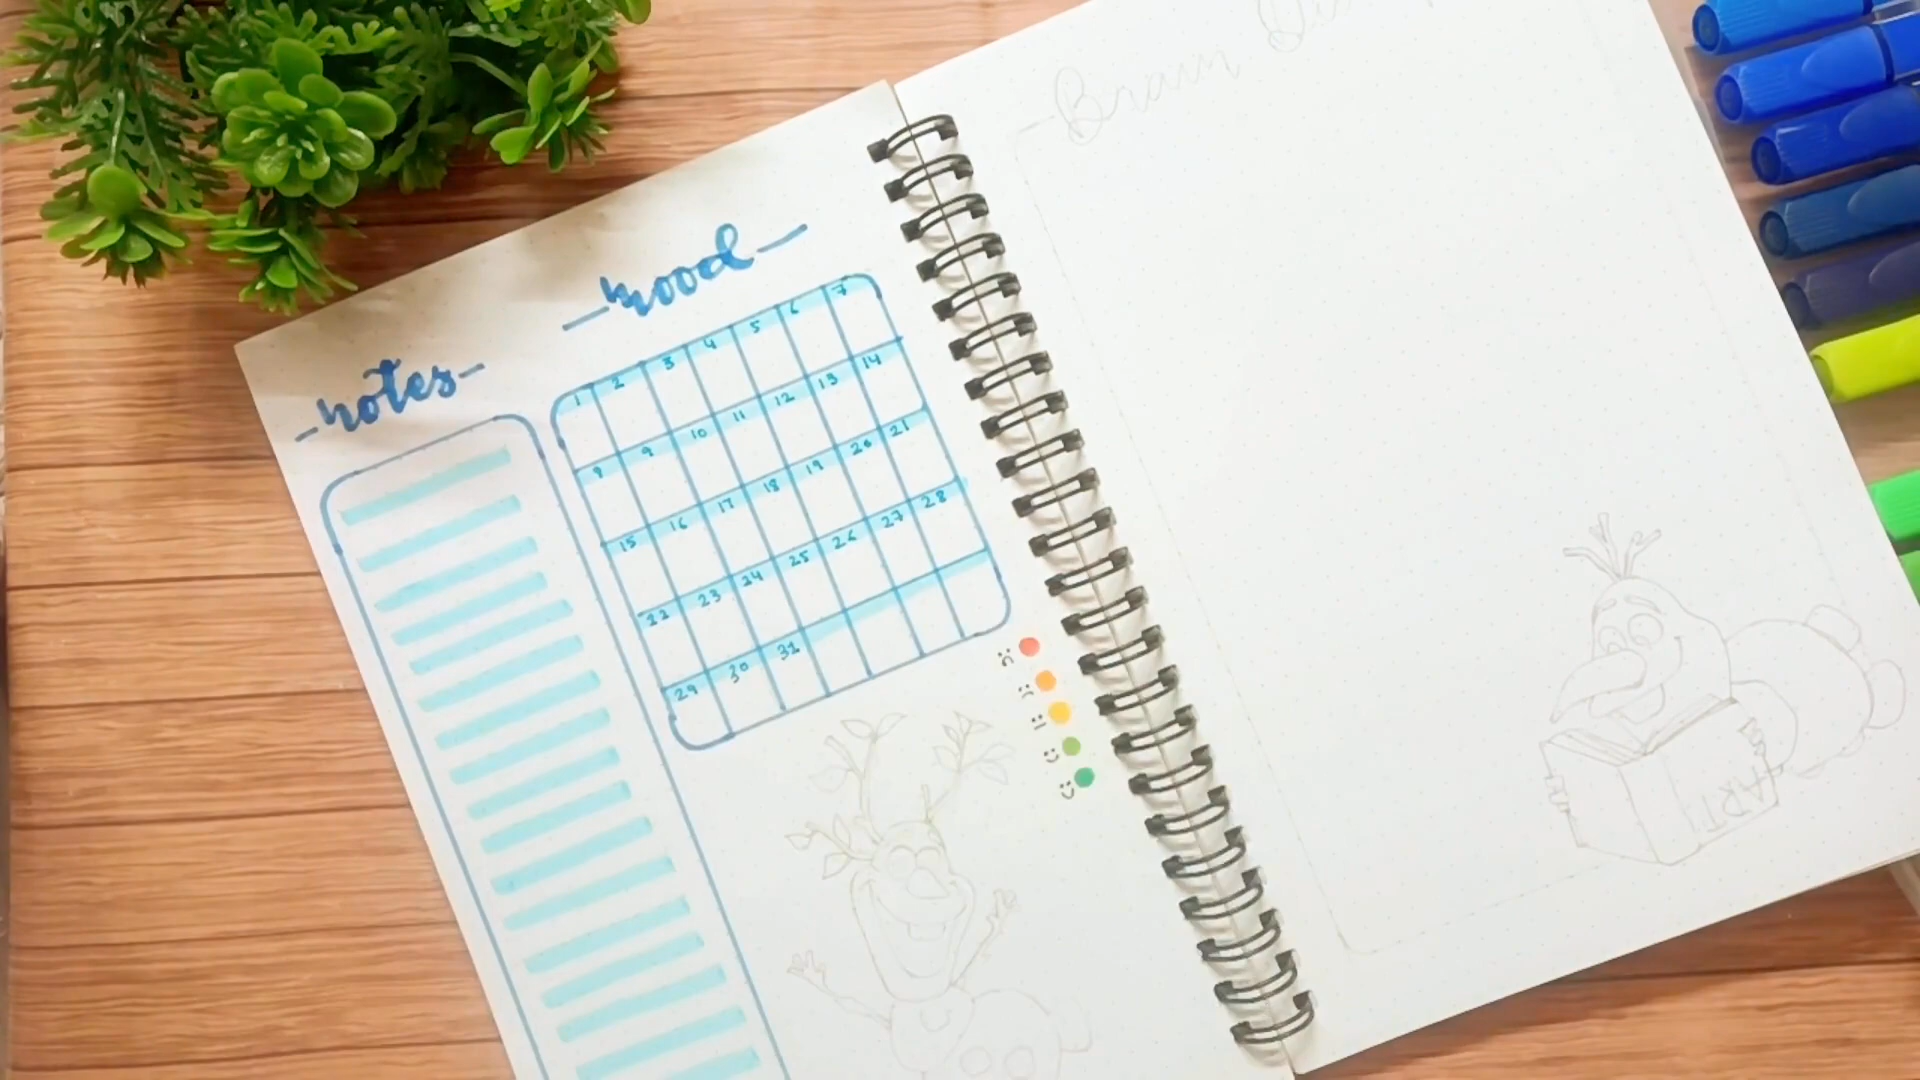 -notes-
-mood-
1 2 3 4 5 6 7
8 9 10 11 12 13 14
15 16 17 18 19 20 21
22 23 24 25 26 27 28
29 30 31
-Brain
ART